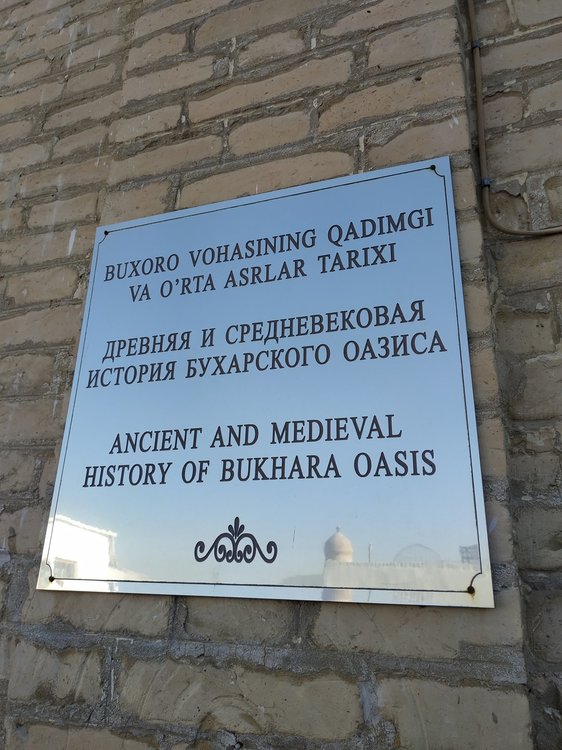 BUXORO VOHASINING QADIMGI
VA O'RTA ASRLAR TARIXI
ДРЕВНЯЯ И СРЕДНЕВЕКОВАЯ
ИСТОРИЯ БУХАРСКОГО ОАЗИСА
ANCIENT AND MEDIEVAL
HISTORY OF BUKHARA OASIS